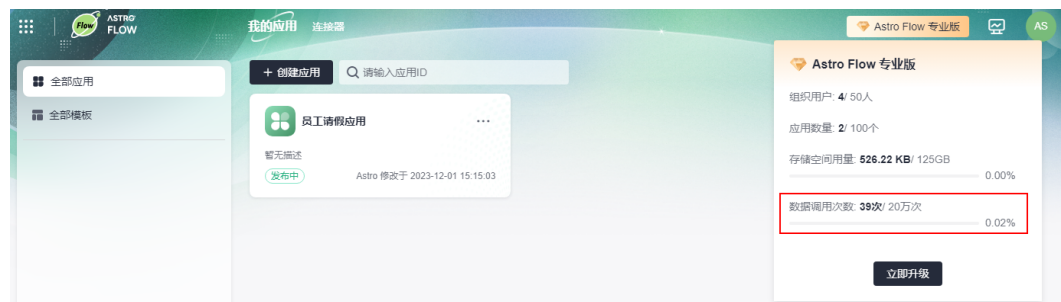 Flow ASTRO FLOW
我的应用 连接器
Astro Flow 专业版
AS
全部应用
全部模板
+ 创建应用
请输入应用ID
员工请假应用 ...
暂无描述
发布中 Astro 修改于 2023-12-01 15:15:03
Astro Flow 专业版
组织用户: 4/ 50人
应用数量: 2/ 100个
存储空间用量: 526.22 KB/ 125GB
0.00%
数据调用次数: 39次/ 20万次
0.02%
立即升级